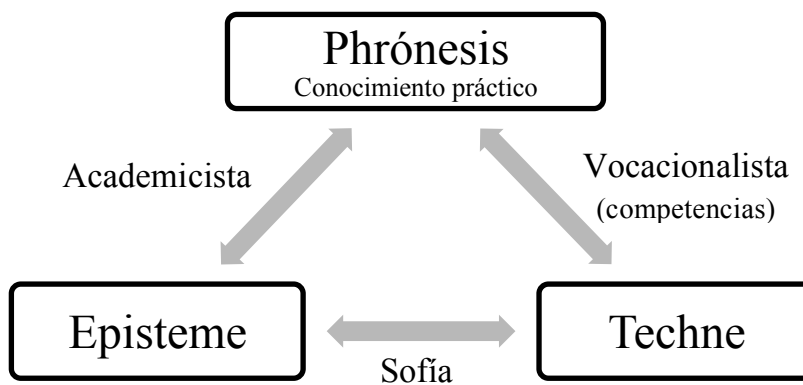 Phrónesis
Conocimiento práctico
Academicista
Vocacionalista
(competencias)
Episteme
Techne
Sofía